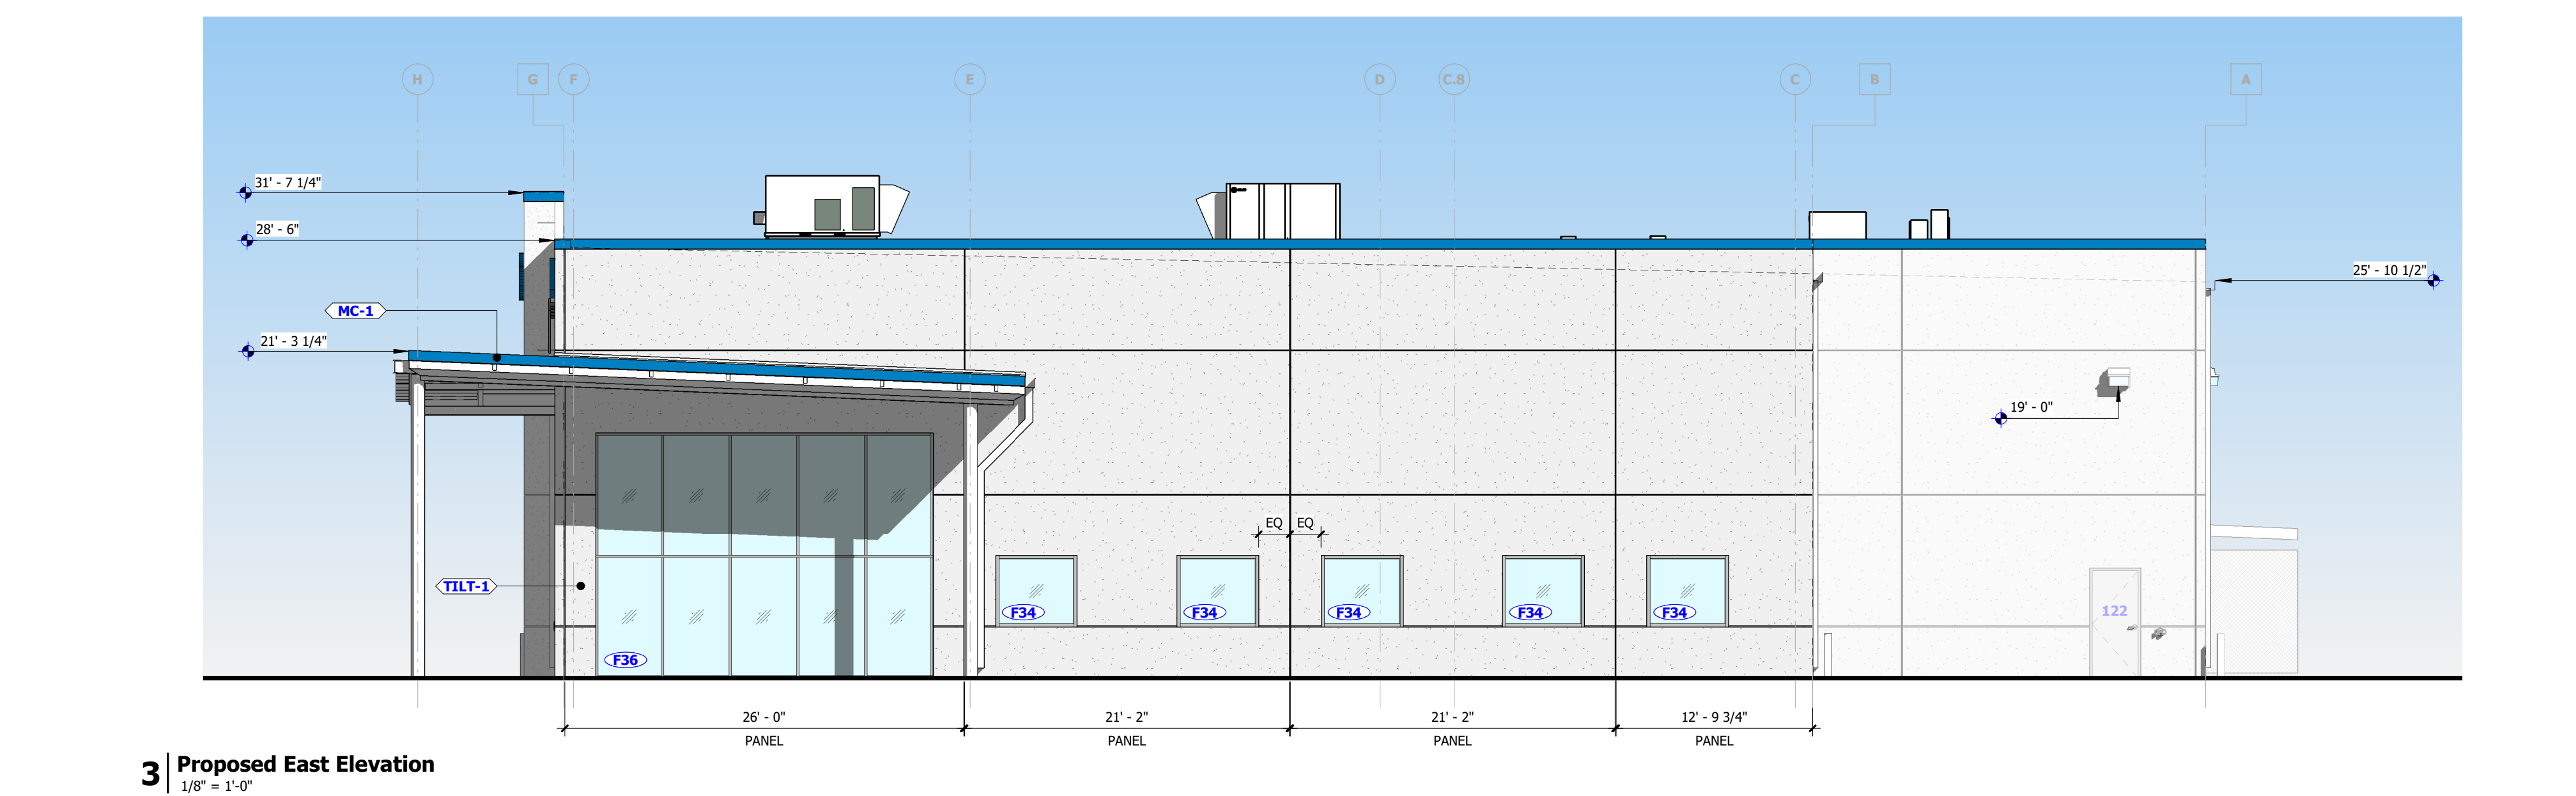 H G F E D C.8 C B A
31' - 7 1/4"
28' - 6"
25' - 10 1/2"
MC-1
21' - 3 1/4"
19' - 0"
EQ EQ
TILT-1
122
F34 F34 F34 F34 F34
F36
26' - 0" 21' - 2" 21' - 2" 12' - 9 3/4"
PANEL PANEL PANEL PANEL
3 Proposed East Elevation
1/8" = 1'-0"